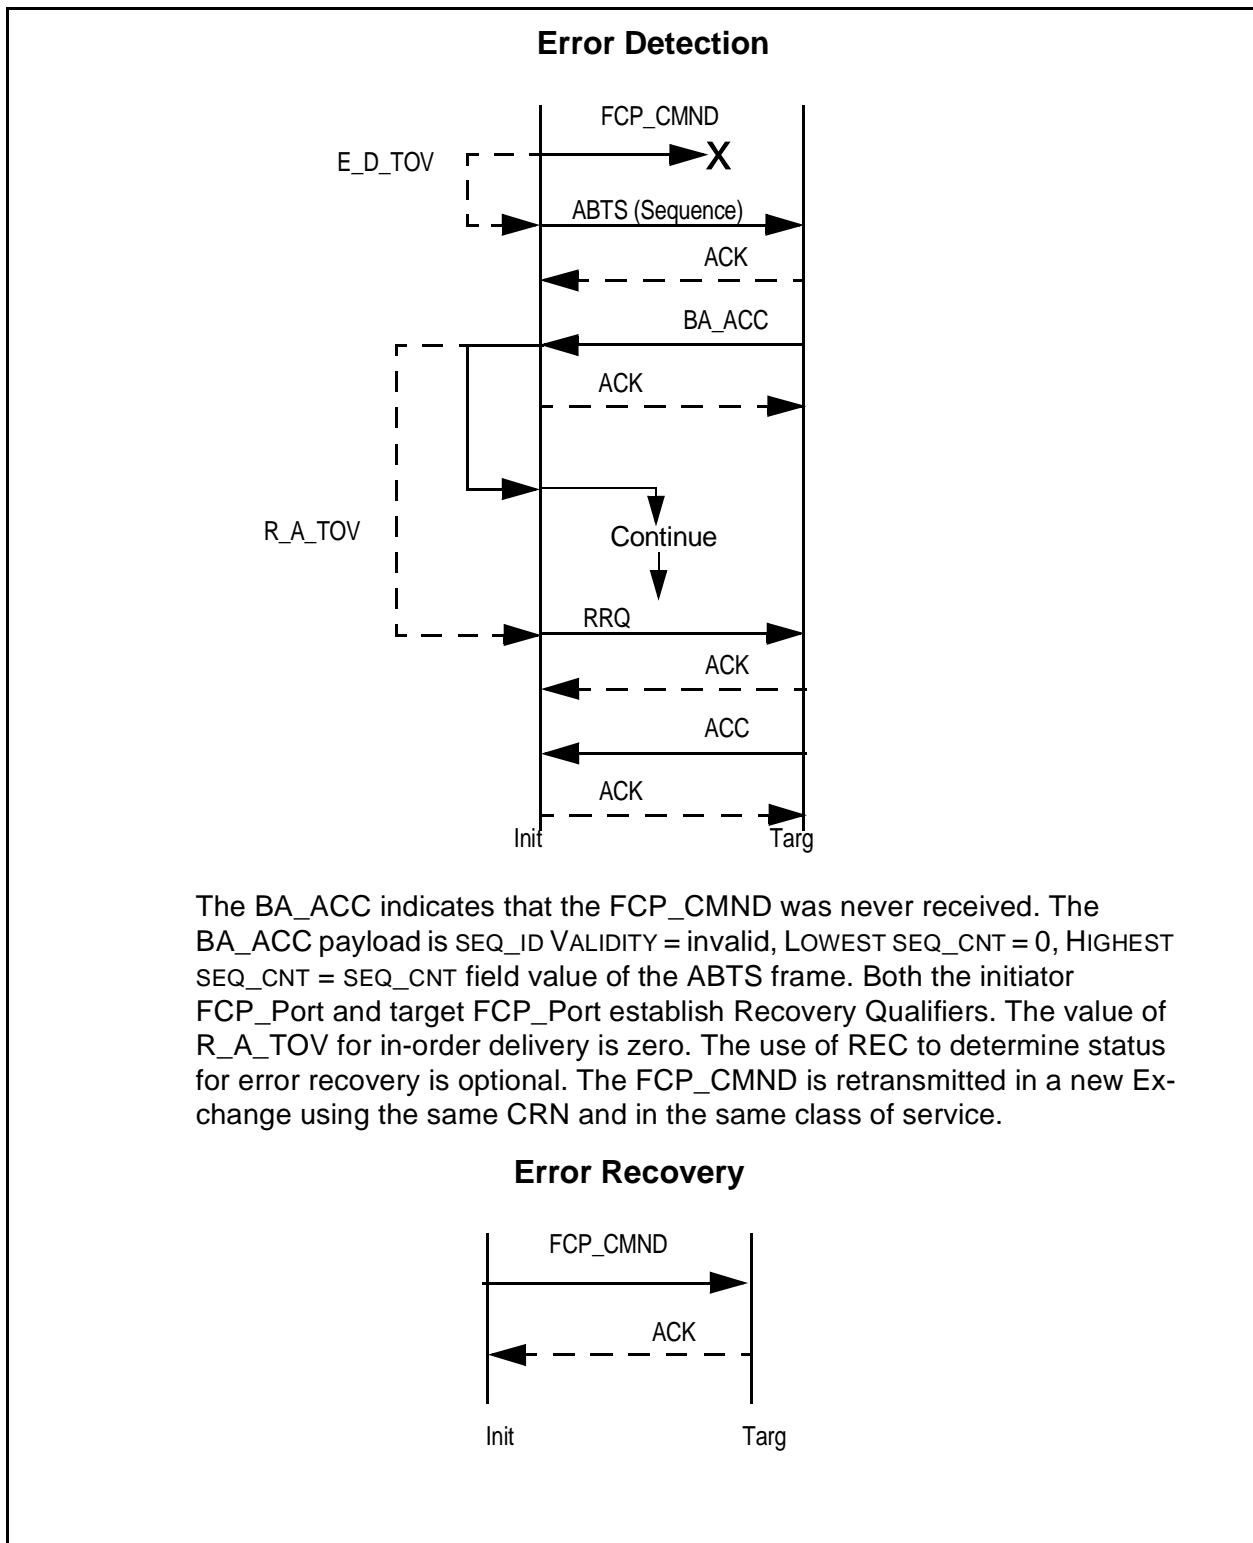 Error Detection
FCP_CMND
X
E_D_TOV
ABTS (Sequence)
ACK
BA_ACC
ACK
R_A_TOV
Continue
RRQ
ACK
ACC
ACK
Init Targ
The BA_ACC indicates that the FCP_CMND was never received. The
BA_ACC payload is SEQ_ID VALIDITY = invalid, LOWEST SEQ_CNT = 0, HIGHEST
SEQ_CNT = SEQ_CNT field value of the ABTS frame. Both the initiator
FCP_Port and target FCP_Port establish Recovery Qualifiers. The value of
R_A_TOV for in-order delivery is zero. The use of REC to determine status
for error recovery is optional. The FCP_CMND is retransmitted in a new Ex-
change using the same CRN and in the same class of service.
Error Recovery
FCP_CMND
ACK
Init Targ